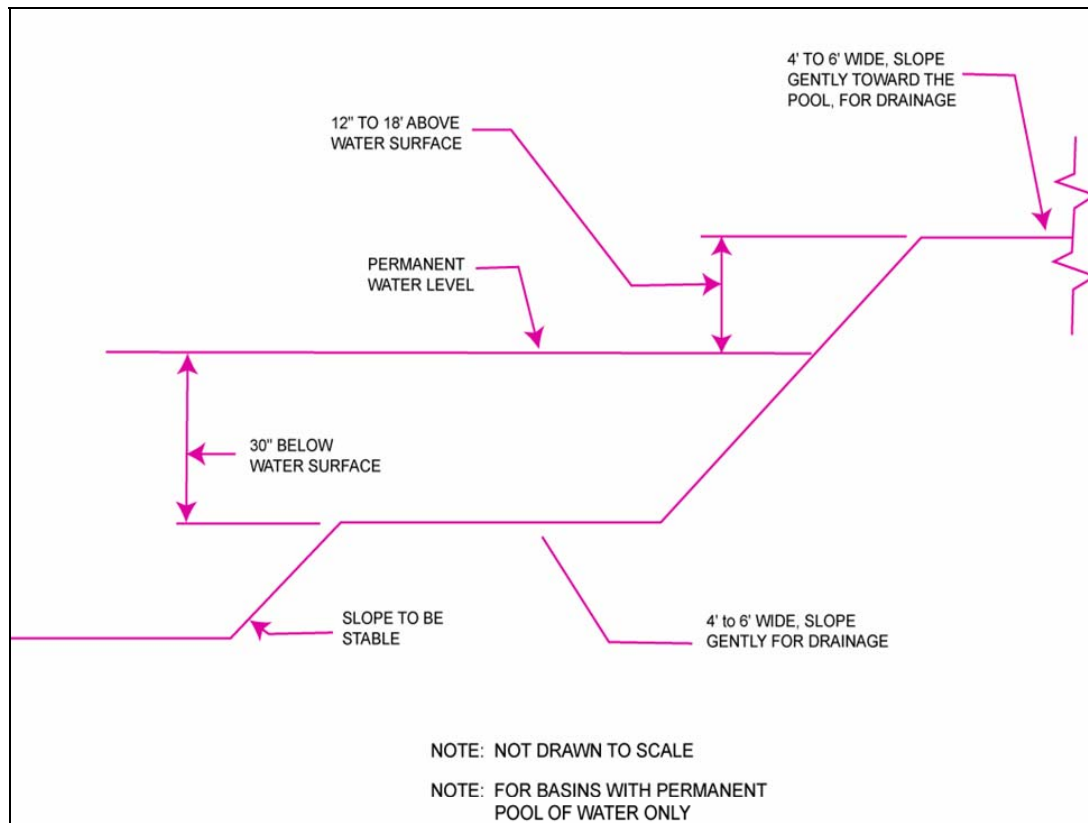 4' TO 6' WIDE, SLOPE
GENTLY TOWARD THE
POOL, FOR DRAINAGE
12" TO 18' ABOVE
WATER SURFACE
PERMANENT
WATER LEVEL
30" BELOW
WATER SURFACE
SLOPE TO BE
STABLE
4' to 6' WIDE, SLOPE
GENTLY FOR DRAINAGE
NOTE: NOT DRAWN TO SCALE
NOTE: FOR BASINS WITH PERMANENT
POOL OF WATER ONLY